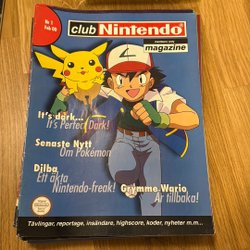 Nr 1
Feb 00
club Nintendo
magazine
It's dark...
It's Perfect Dark!
Senaste Nytt
Om Pokémon
Dilba
Ett äkta
Nintendo-freak!
Grymme Wario
Är tillbaka!
Tävlingar, reportage, insändare, highscore, koder, nyheter m.m...